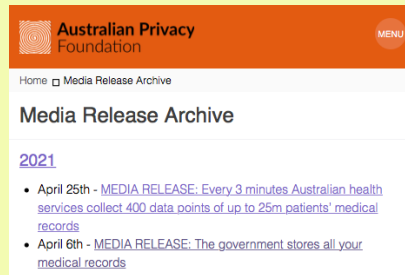 Australian Privacy
Foundation
MENU
Home Media Release Archive
Media Release Archive
2021
April 25th - MEDIA RELEASE: Every 3 minutes Australian health
services collect 400 data points of up to 25m patients' medical
records
April 6th - MEDIA RELEASE: The government stores all your
medical records